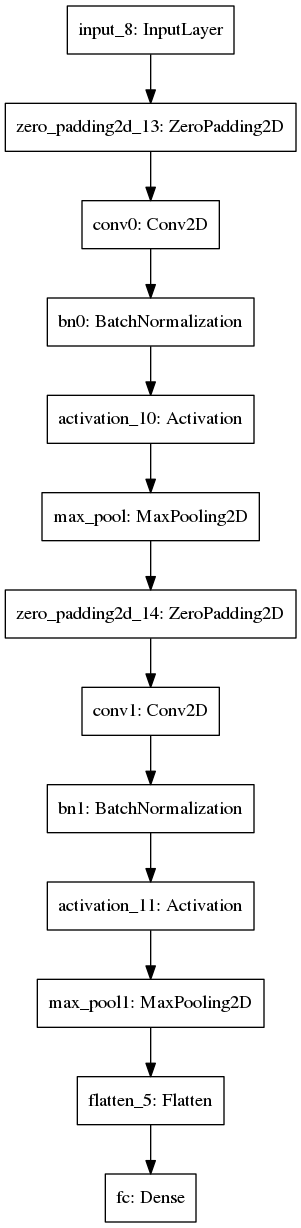 input_8: InputLayer
zero_padding2d_13: ZeroPadding2D
conv0: Conv2D
bn0: BatchNormalization
activation_10: Activation
max_pool: MaxPooling2D
zero_padding2d_14: ZeroPadding2D
conv1: Conv2D
bn1: BatchNormalization
activation_11: Activation
max_pool1: MaxPooling2D
flatten_5: Flatten
fc: Dense